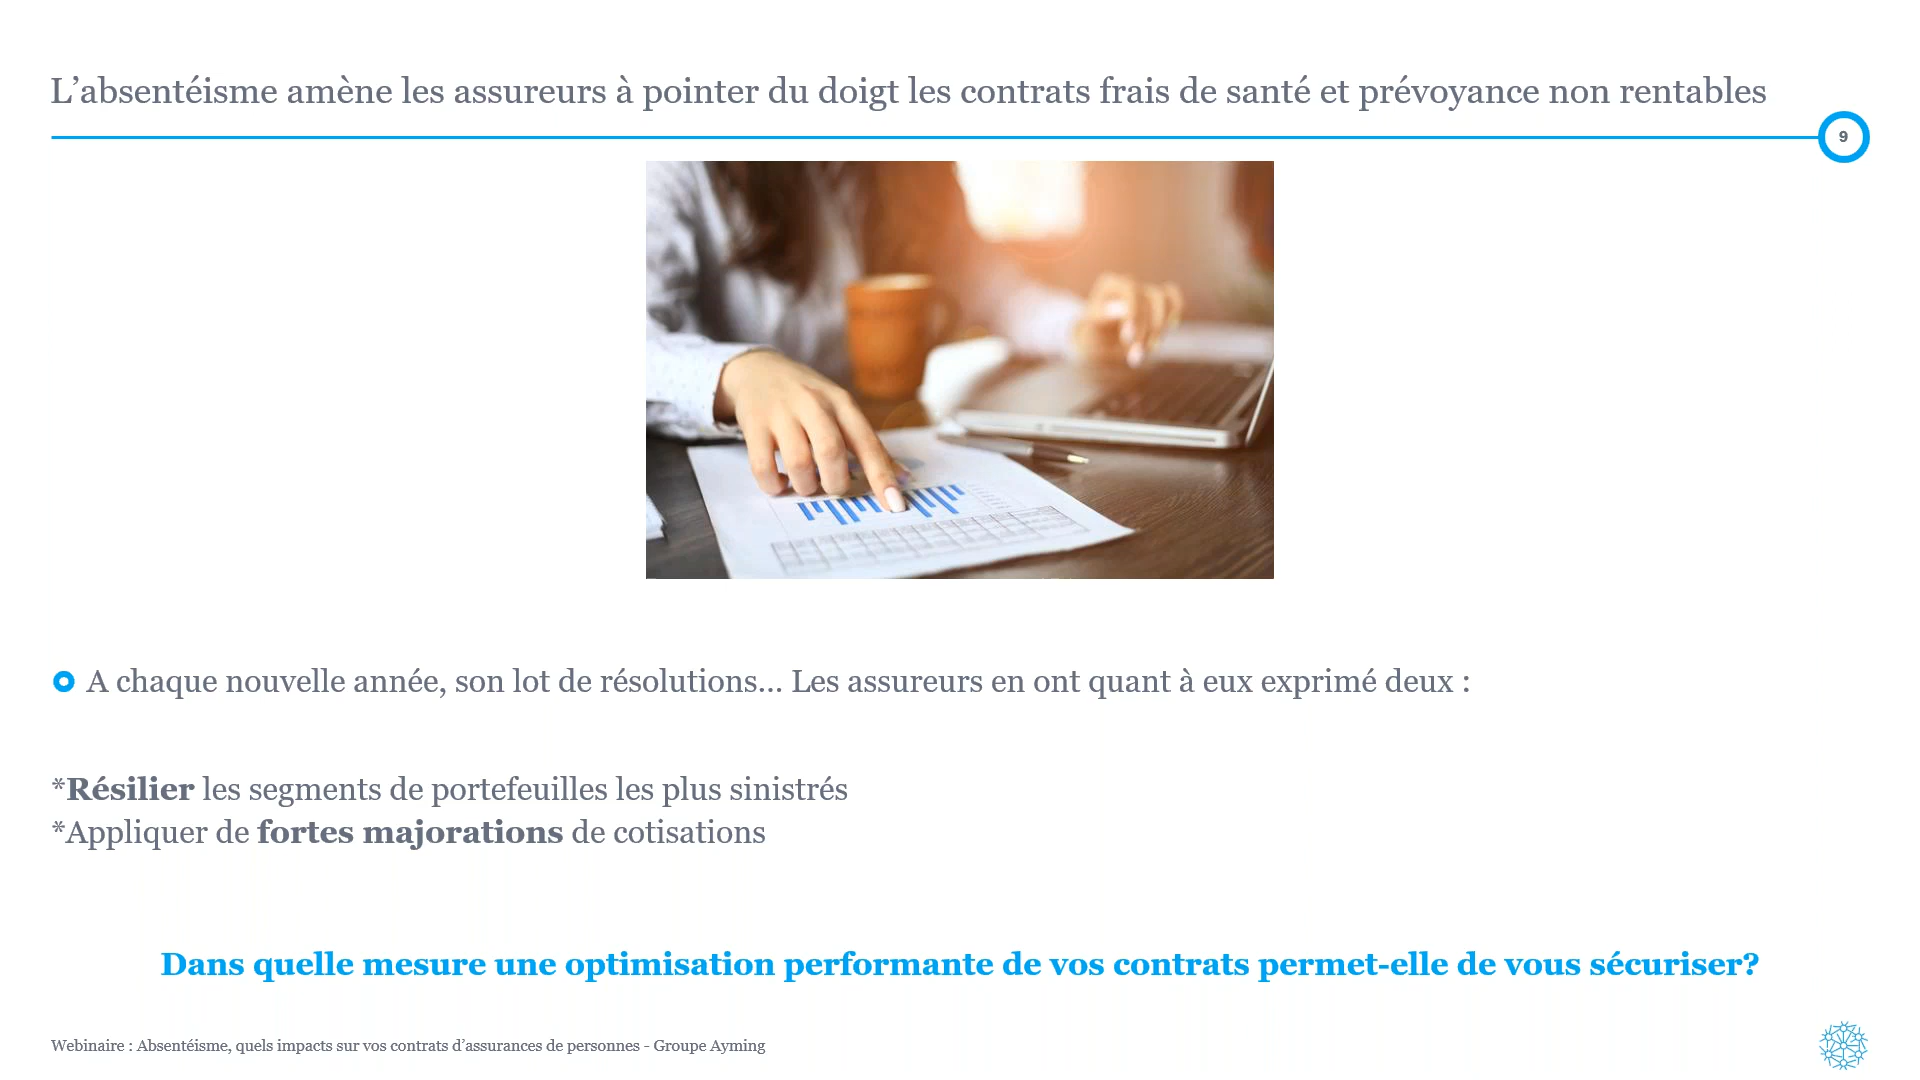 L’absentéisme amène les assureurs à pointer du doigt les contrats frais de santé et prévoyance non rentables
9
A chaque nouvelle année, son lot de résolutions... Les assureurs en ont quant à eux exprimé deux :
*Résilier les segments de portefeuilles les plus sinistrés
*Appliquer de fortes majorations de cotisations
Dans quelle mesure une optimisation performante de vos contrats permet-elle de vous sécuriser?
Webinaire : Absentéisme, quels impacts sur vos contrats d’assurances de personnes - Groupe Ayming